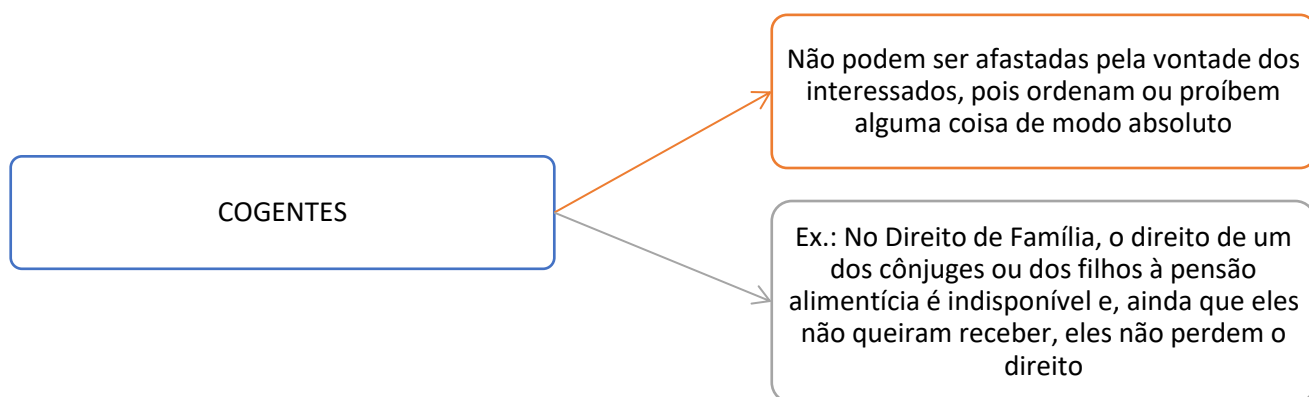 COGENTES
Não podem ser afastadas pela vontade dos
interessados, pois ordenam ou proíbem
alguma coisa de modo absoluto
Ex.: No Direito de Família, o direito de um
dos cônjuges ou dos filhos à pensão
alimentícia é indisponível e, ainda que eles
não queiram receber, eles não perdem o
direito